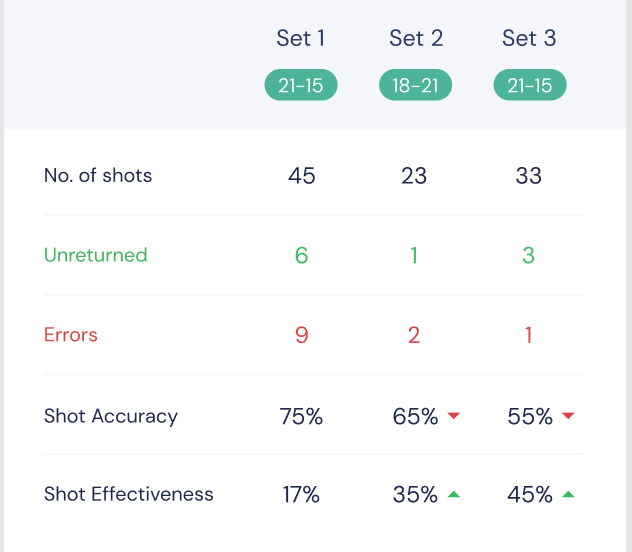 Set 1 Set 2 Set 3
21-15 18-21 21-15
No. of shots 45 23 33
Unreturned 6 1 3
Errors 9 2 1
Shot Accuracy 75% 65% 55%
Shot Effectiveness 17% 35% 45%